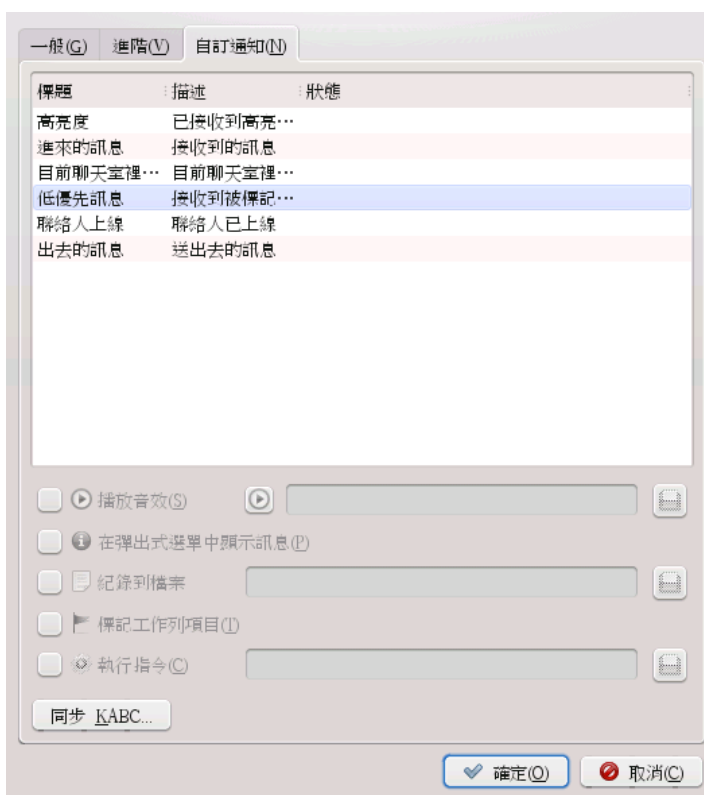 一般(G) 進階(V) 自訂通知(N)
標題 描述 狀態
高亮度 已接收到高亮…
進來的訊息 接收到的訊息
目前聊天室裡… 目前聊天室裡…
低優先訊息 接收到被標記…
聯絡人上線 聯絡人已上線
出去的訊息 送出去的訊息
播放音效(S)
在彈出式選單中顯示訊息(P)
紀錄到檔案
標記工作列項目(T)
執行指令(C)
同步 KABC...
確定(O) 取消(C)